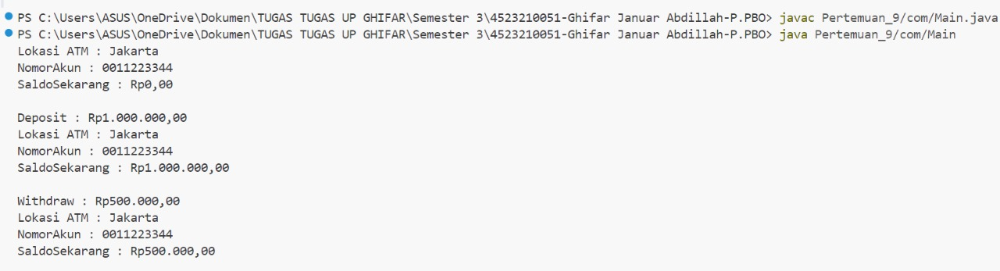 PS C:\Users\ASUS\OneDrive\Dokumen\TUGAS TUGAS UP GHIFAR\Semester 3\4523210051-Ghifar Januar Abdillah-P.PBO> javac Pertemuan_9/com/Main.java
PS C:\Users\ASUS\OneDrive\Dokumen\TUGAS TUGAS UP GHIFAR\Semester 3\4523210051-Ghifar Januar Abdillah-P.PBO> java Pertemuan_9/com/Main
Lokasi ATM : Jakarta
NomorAkun : 0011223344
SaldoSekarang : Rp0,00
Deposit : Rp1.000.000,00
Lokasi ATM : Jakarta
NomorAkun : 0011223344
SaldoSekarang : Rp1.000.000,00
Withdraw : Rp500.000,00
Lokasi ATM : Jakarta
NomorAkun : 0011223344
SaldoSekarang : Rp500.000,00